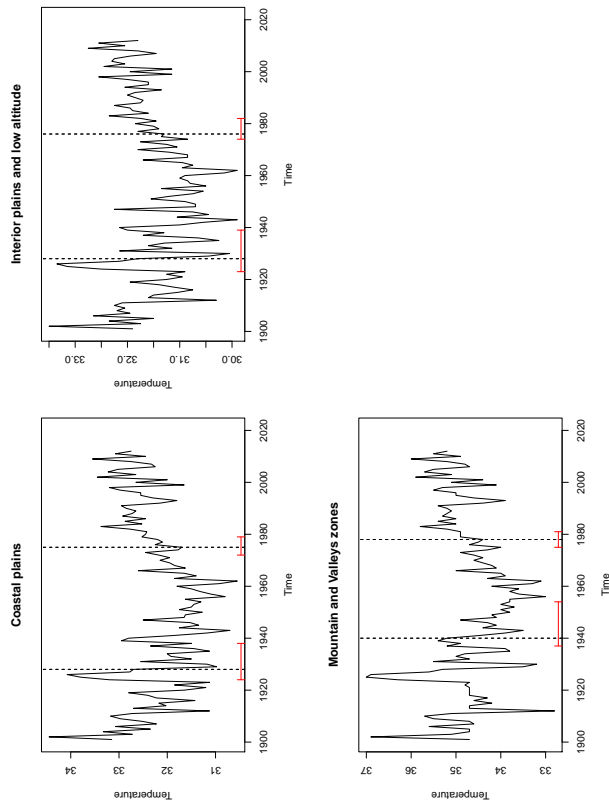 Coastal plains
Temperature
34
33
32
31
1900 1920 1940 1960 1980 2000 2020
Time
Interior plains and low altitude
Temperature
33.0
32.0
31.0
30.0
1900 1920 1940 1960 1980 2000 2020
Time
Mountain and Valleys zones
Temperature
37
36
35
34
33
1900 1920 1940 1960 1980 2000 2020
Time